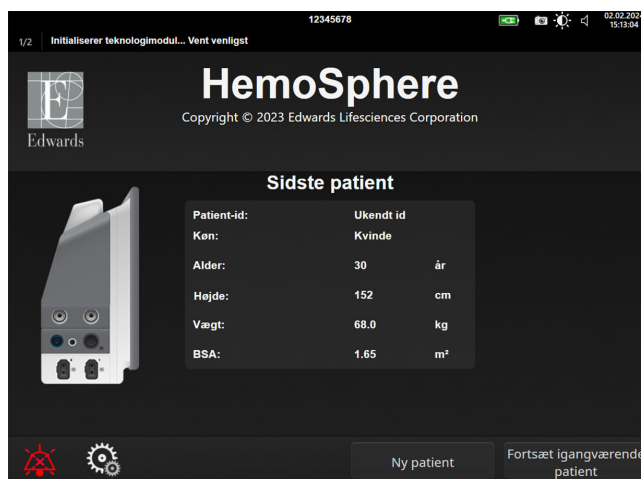 12345678
02.02.2024
15:13:04
1/2 Initialiserer teknologimodul... Vent venligst
HemoSphere
Copyright © 2023 Edwards Lifesciences Corporation
E
Edwards
Sidste patient
Patient-id: Ukendt id
Køn: Kvinde
Alder: 30 år
Højde: 152 cm
Vægt: 68.0 kg
BSA: 1.65 m²
Ny patient
Fortsæt igangværende
patient